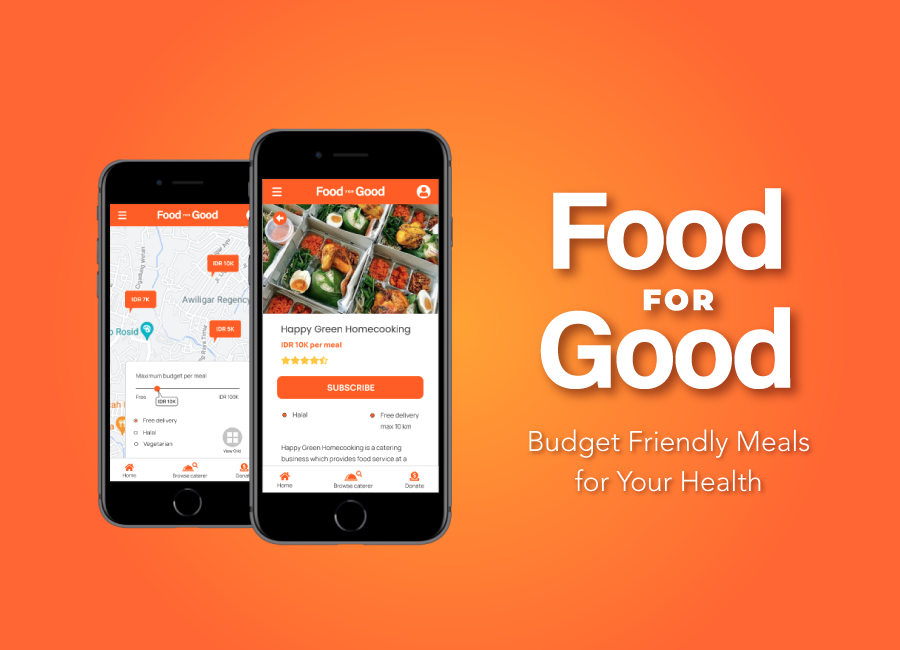 Food FOR Good
IDR 10K
IDR 7K
Awiligar Regency
IDR 5K
Rosid
Maximum budget per meal
Free
IDR 100K
IDR 10K
Free delivery
Halal
Vegetarian
View Grid
Home
Browse caterer
Food FOR Good
Happy Green Homecooking
IDR 10K per meal
SUBSCRIBE
Halal
Free delivery
max 10 km
Happy Green Homecooking is a catering
business which provides food service at a
Home
Browse caterer
Donate
Food
FOR
Good
Budget Friendly Meals
for Your Health